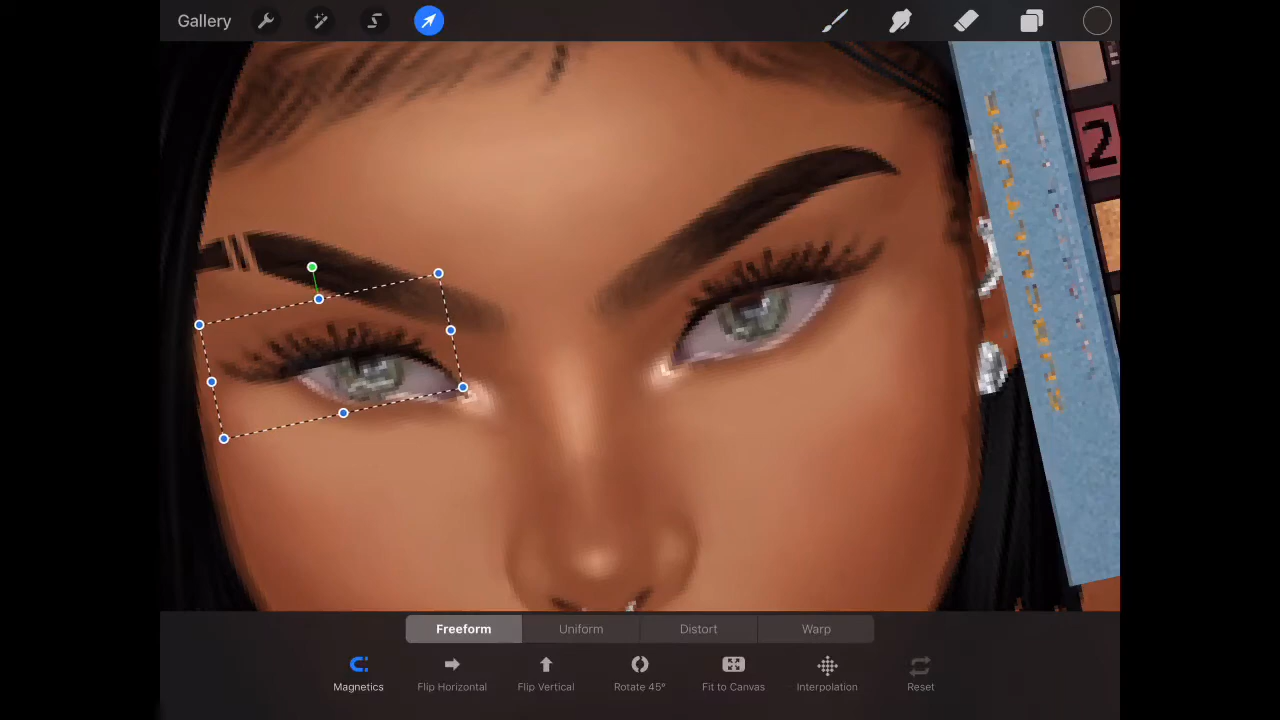 Gallery
2
Freeform Uniform Distort Warp
Magnetics Flip Horizontal Flip Vertical Rotate 45° Fit to Canvas Interpolation Reset